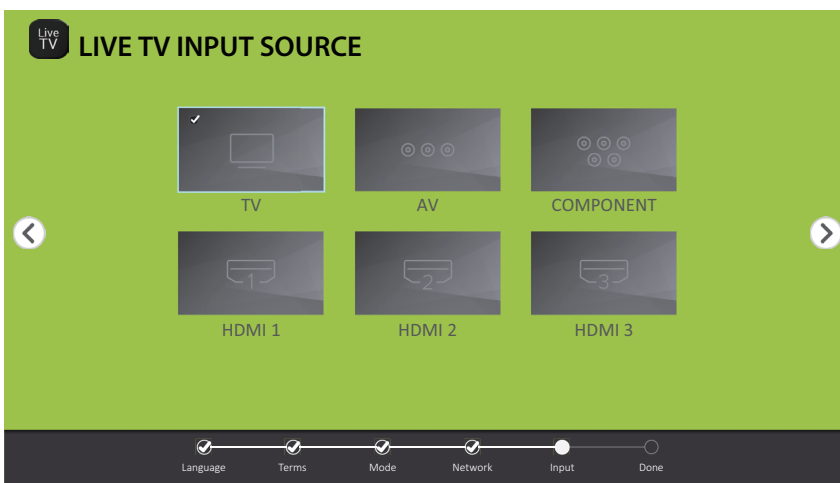 Live
TV
LIVE TV INPUT SOURCE
TV
AV
COMPONENT
1
2
3
HDMI 1
HDMI 2
HDMI 3
Language
Terms
Mode
Network
Input
Done